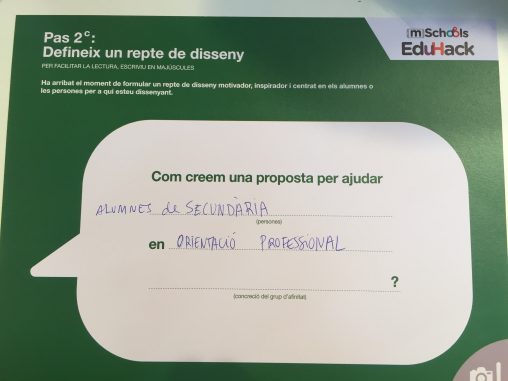 Pas 2c:
Defineix un repte de disseny
PER FACILITAR LA LECTURA, ESCRIVIU EN MAJÚSCULES
Ha arribat el moment de formular un repte de disseny motivador, inspirador i centrat en els alumnes o
les persones per a qui esteu dissenyant.
[m]Schools
EduHack
Com creem una proposta per ajudar
ALUMNES de SECUNDÀRIA
(persones)
en ORIENTACIÓ PROFESSIONAL
?
(concreció del grup d'afinitat)